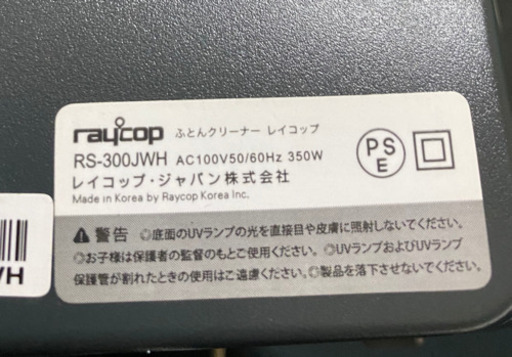 raycop ふとんクリーナー レイコップ
RS-300JWH AC100V50/60Hz 350W
レイコップ・ジャパン株式会社
Made in Korea by Raycop Korea Inc.
PS
E
警告 ◎底面のUVランプの光を直接目や皮膚に照射しないでください。
◎お子様は保護者の監督のもとご使用ください。◎UVランプおよびUVランプ
保護管が割れたときの使用はご遠慮ください。◎製品を落下させないでください。